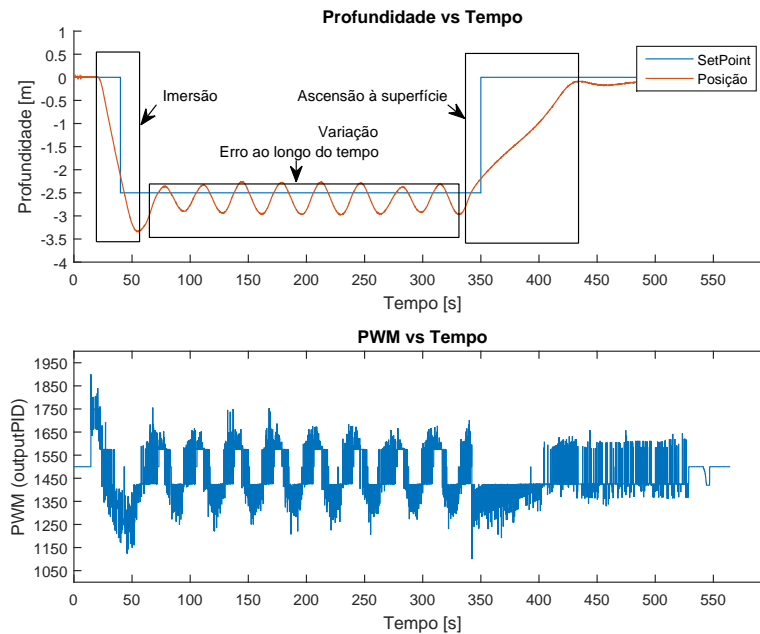 Profundidade vs Tempo
1
0.5
0
-0.5
-1
-1.5
-2
-2.5
-3
-3.5
-4
Profundidade [m]
SetPoint
Posição
Imersão
Ascensão à superfície
Variação
Erro ao longo do tempo
0 50 100 150 200 250 300 350 400 450 500 550
Tempo [s]
PWM vs Tempo
1950
1850
1750
1650
1550
1450
1350
1250
1150
1050
PWM (outputPID)
0 50 100 150 200 250 300 350 400 450 500 550
Tempo [s]